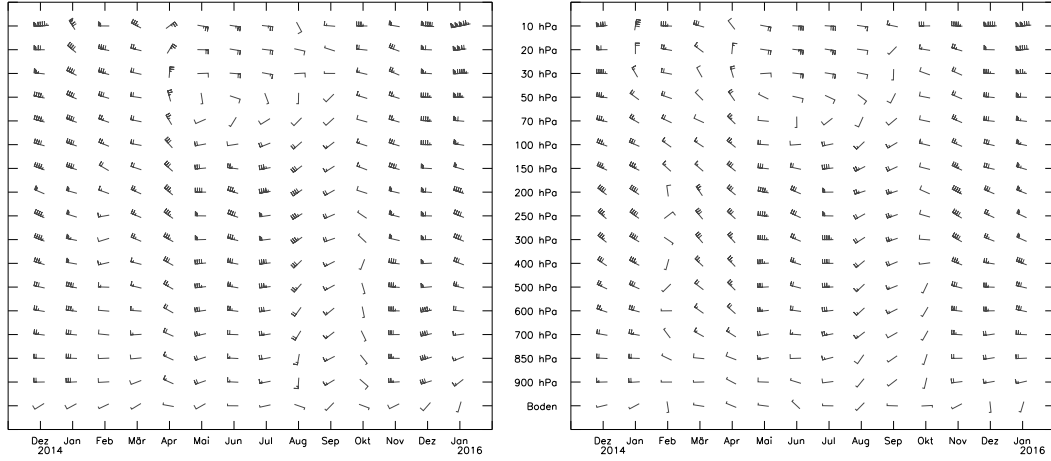 10 hPa
20 hPa
30 hPa
50 hPa
70 hPa
100 hPa
150 hPa
200 hPa
250 hPa
300 hPa
400 hPa
500 hPa
600 hPa
700 hPa
850 hPa
900 hPa
Boden
Dez Jan Feb Mär Apr Mai Jun Jul Aug Sep Okt Nov Dez Jan
2014 2016
Dez Jan Feb Mär Apr Mai Jun Jul Aug Sep Okt Nov Dez Jan
2014 2016